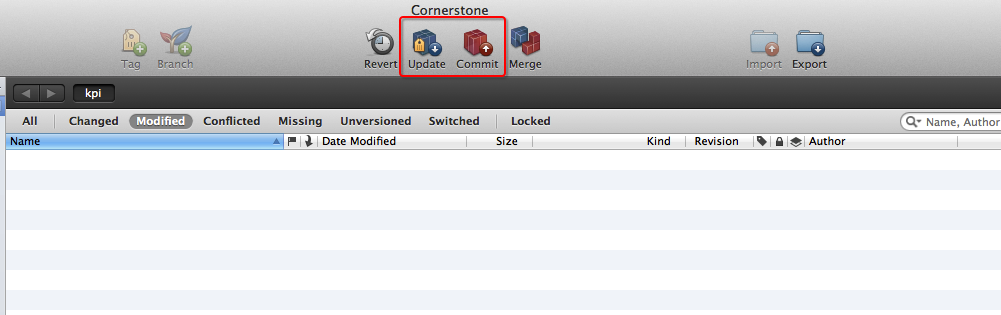 Cornerstone
Tag Branch Revert Update Commit Merge Import Export
kpi
All Changed Modified Conflicted Missing Unversioned Switched Locked Name, Author
Name Date Modified Size Kind Revision Author